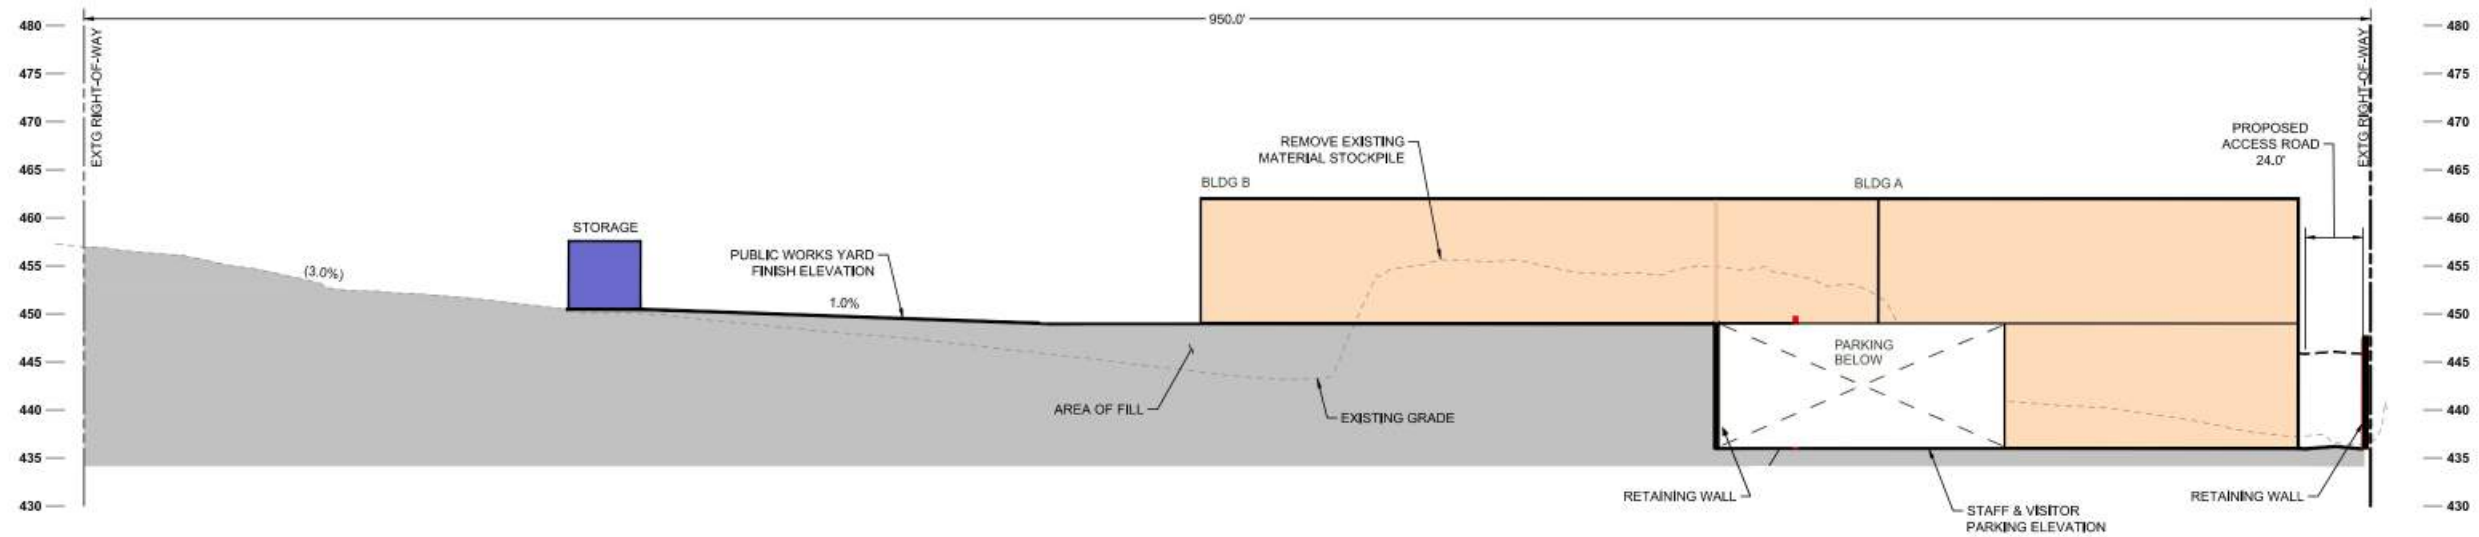 950.0'
480
475
470
465
460
455
450
445
440
435
430
EXTG RIGHT-OF-WAY
(3.0%)
STORAGE
PUBLIC WORKS YARD
FINISH ELEVATION
1.0%
AREA OF FILL
EXISTING GRADE
BLDG B
REMOVE EXISTING
MATERIAL STOCKPILE
BLDG A
PARKING
BELOW
RETAINING WALL
STAFF & VISITOR
PARKING ELEVATION
RETAINING WALL
PROPOSED
ACCESS ROAD
24.0'
EXTG RIGHT-OF-WAY
480
475
470
465
460
455
450
445
440
435
430